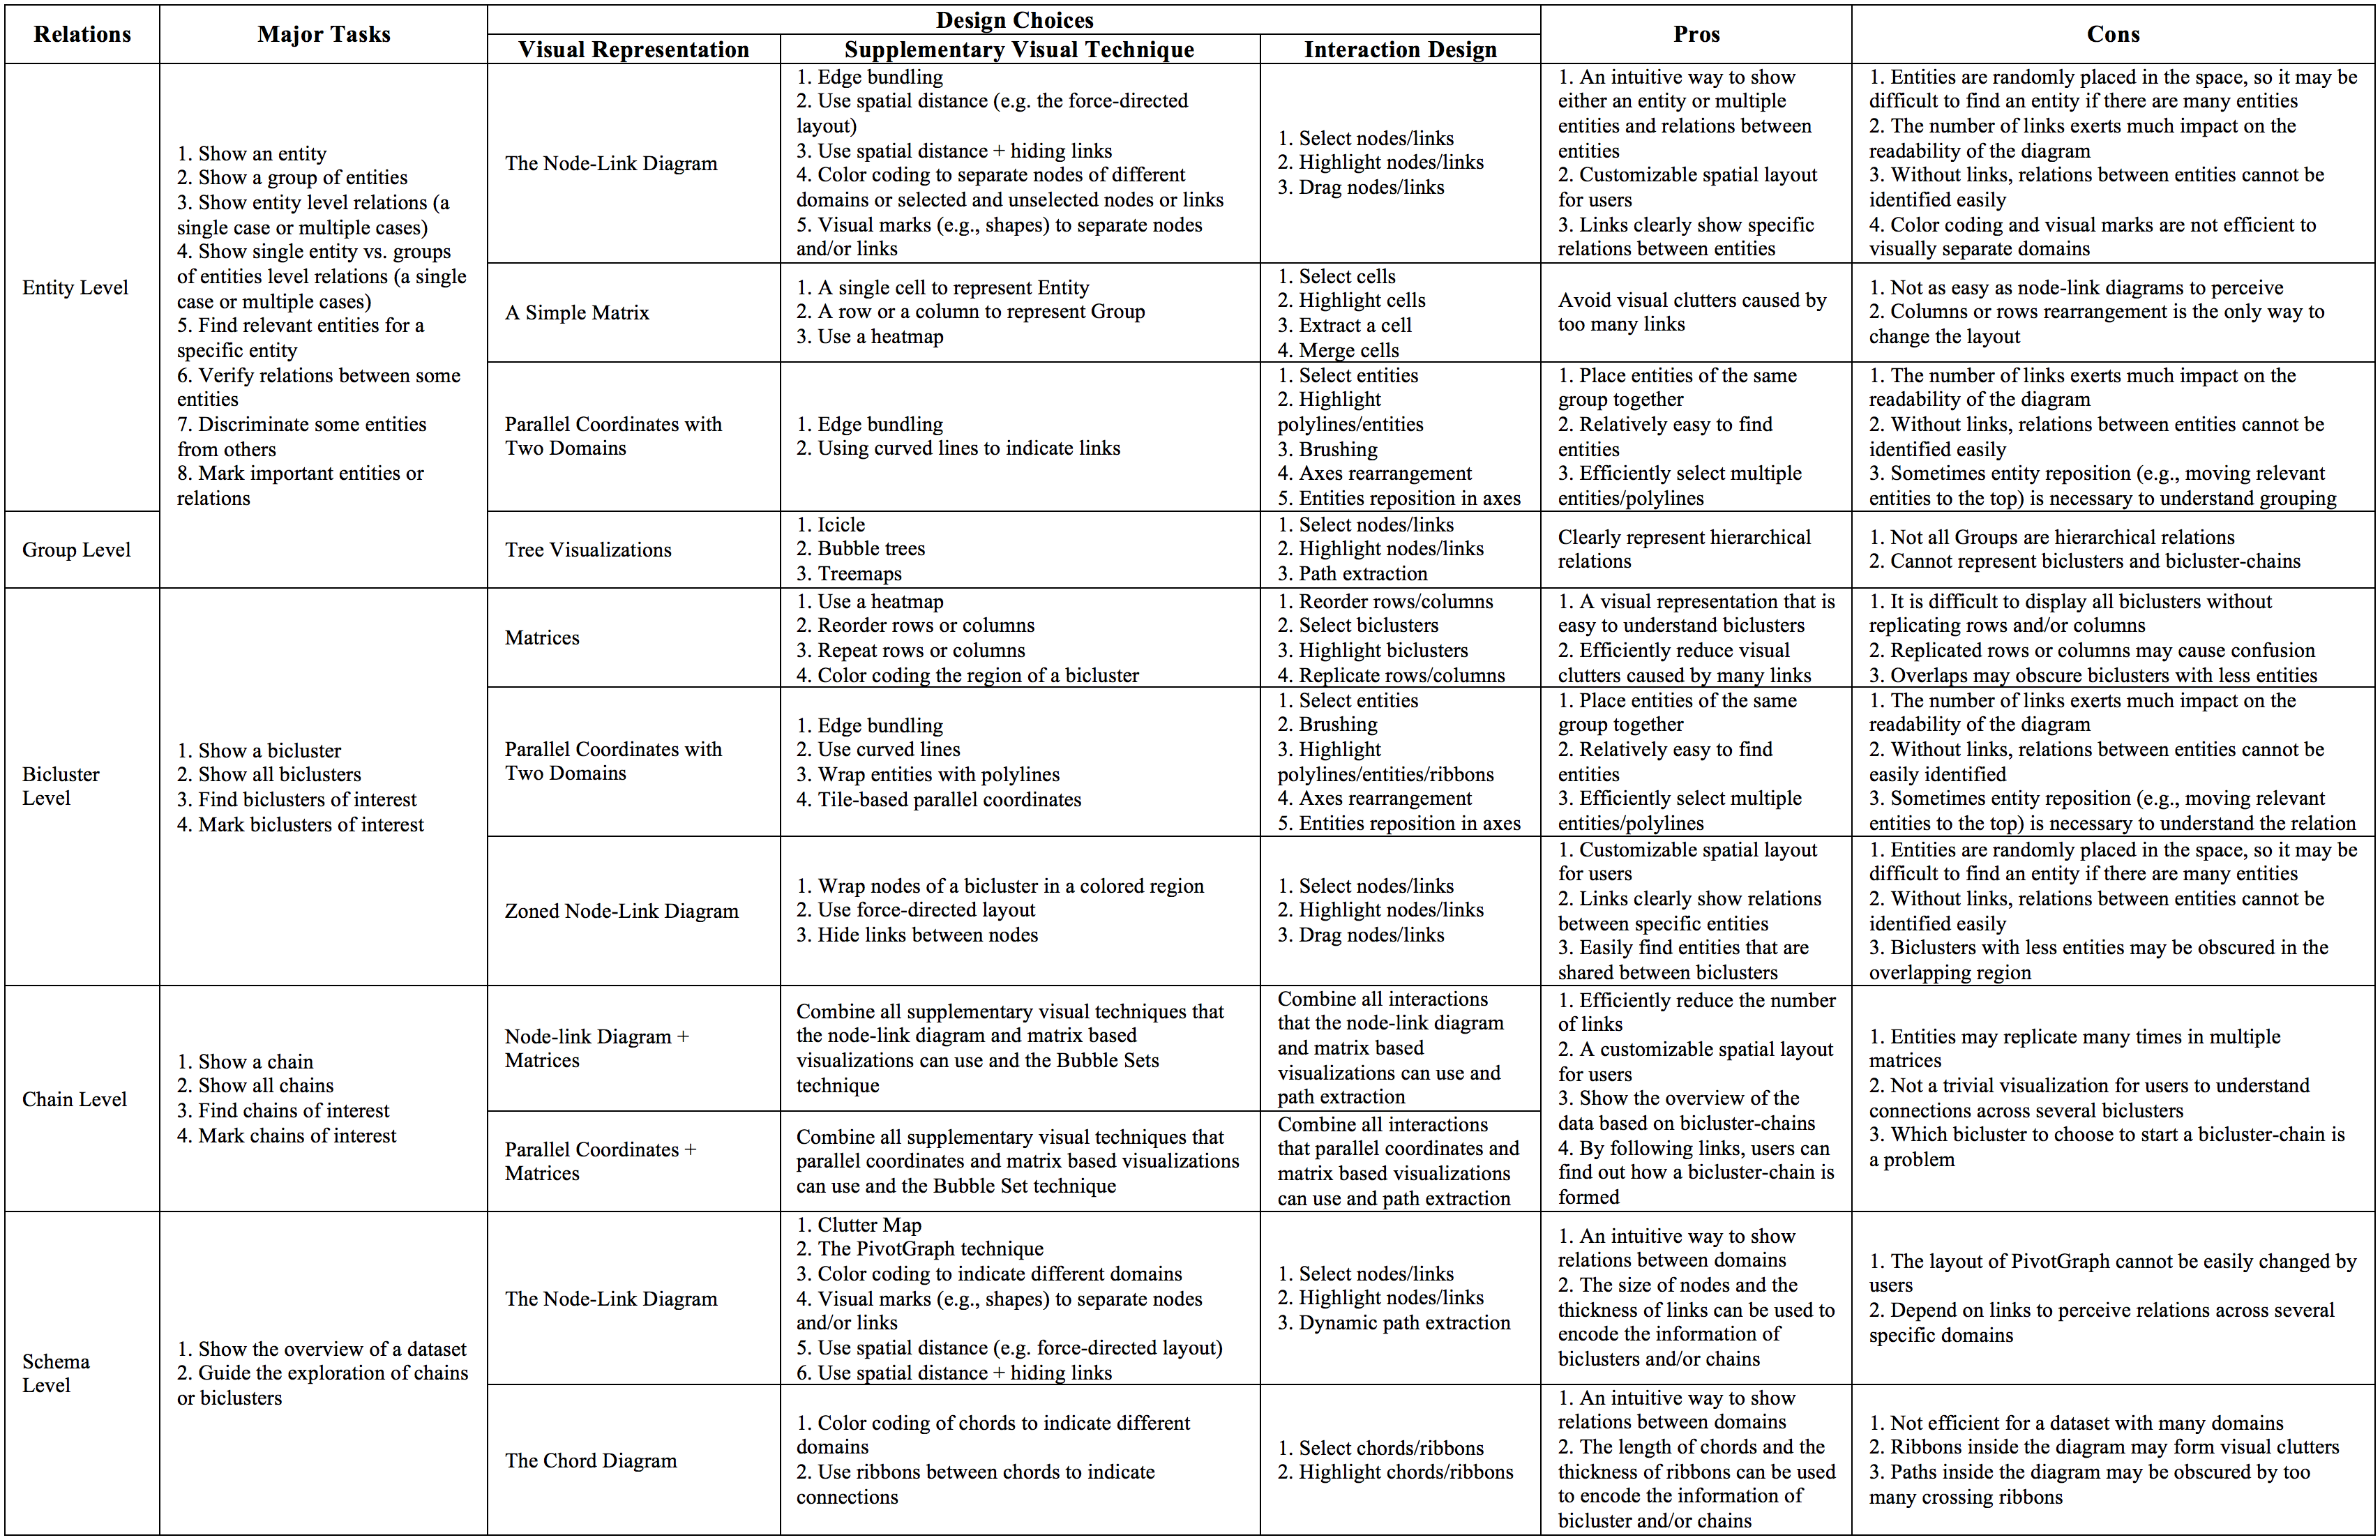 Relations
Major Tasks
Design Choices
Pros
Cons
Visual Representation
Supplementary Visual Technique
Interaction Design
Entity Level
1. Show an entity
2. Show a group of entities
3. Show entity level relations (a
single case or multiple cases)
4. Show single entity vs. groups
of entities level relations (a single
case or multiple cases)
5. Find relevant entities for a
specific entity
6. Verify relations between some
entities
7. Discriminate some entities
from others
8. Mark important entities or
relations
The Node-Link Diagram
1. Edge bundling
2. Use spatial distance (e.g. the force-directed
layout)
3. Use spatial distance + hiding links
4. Color coding to separate nodes of different
domains or selected and unselected nodes or links
5. Visual marks (e.g., shapes) to separate nodes
and/or links
1. Select nodes/links
2. Highlight nodes/links
3. Drag nodes/links
1. An intuitive way to show
either an entity or multiple
entities and relations between
entities
2. Customizable spatial layout
for users
3. Links clearly show specific
relations between entities
1. Entities are randomly placed in the space, so it may be
difficult to find an entity if there are many entities
2. The number of links exerts much impact on the
readability of the diagram
3. Without links, relations between entities cannot be
identified easily
4. Color coding and visual marks are not efficient to
visually separate domains
A Simple Matrix
1. A single cell to represent Entity
2. A row or a column to represent Group
3. Use a heatmap
1. Select cells
2. Highlight cells
3. Extract a cell
4. Merge cells
Avoid visual clutters caused by
too many links
1. Not as easy as node-link diagrams to perceive
2. Columns or rows rearrangement is the only way to
change the layout
Parallel Coordinates with
Two Domains
1. Edge bundling
2. Using curved lines to indicate links
1. Select entities
2. Highlight
polylines/entities
3. Brushing
4. Axes rearrangement
5. Entities reposition in axes
1. Place entities of the same
group together
2. Relatively easy to find
entities
3. Efficiently select multiple
entities/polylines
1. The number of links exerts much impact on the
readability of the diagram
2. Without links, relations between entities cannot be
identified easily
3. Sometimes entity reposition (e.g., moving relevant
entities to the top) is necessary to understand grouping
Group Level
Tree Visualizations
1. Icicle
2. Bubble trees
3. Treemaps
1. Select nodes/links
2. Highlight nodes/links
3. Path extraction
Clearly represent hierarchical
relations
1. Not all Groups are hierarchical relations
2. Cannot represent biclusters and bicluster-chains
Bicluster
Level
1. Show a bicluster
2. Show all biclusters
3. Find biclusters of interest
4. Mark biclusters of interest
Matrices
1. Use a heatmap
2. Reorder rows or columns
3. Repeat rows or columns
4. Color coding the region of a bicluster
1. Reorder rows/columns
2. Select biclusters
3. Highlight biclusters
4. Replicate rows/columns
1. A visual representation that is
easy to understand biclusters
2. Efficiently reduce visual
clutters caused by many links
1. It is difficult to display all biclusters without
replicating rows and/or columns
2. Replicated rows or columns may cause confusion
3. Overlaps may obscure biclusters with less entities
Parallel Coordinates with
Two Domains
1. Edge bundling
2. Use curved lines
3. Wrap entities with polylines
4. Tile-based parallel coordinates
1. Select entities
2. Brushing
3. Highlight
polylines/entities/ribbons
4. Axes rearrangement
5. Entities reposition in axes
1. Place entities of the same
group together
2. Relatively easy to find
entities
3. Efficiently select multiple
entities/polylines
1. The number of links exerts much impact on the
readability of the diagram
2. Without links, relations between entities cannot be
easily identified
3. Sometimes entity reposition (e.g., moving relevant
entities to the top) is necessary to understand the relation
Zoned Node-Link Diagram
1. Wrap nodes of a bicluster in a colored region
2. Use force-directed layout
3. Hide links between nodes
1. Select nodes/links
2. Highlight nodes/links
3. Drag nodes/links
1. Customizable spatial layout
for users
2. Links clearly show relations
between specific entities
3. Easily find entities that are
shared between biclusters
1. Entities are randomly placed in the space, so it may be
difficult to find an entity if there are many entities
2. Without links, relations between entities cannot be
identified easily
3. Biclusters with less entities may be obscured in the
overlapping region
Chain Level
1. Show a chain
2. Show all chains
3. Find chains of interest
4. Mark chains of interest
Node-link Diagram +
Matrices
Combine all supplementary visual techniques that
the node-link diagram and matrix based
visualizations can use and the Bubble Sets
technique
Combine all interactions
that the node-link diagram
and matrix based
visualizations can use and
path extraction
1. Efficiently reduce the number
of links
2. A customizable spatial layout
for users
3. Show the overview of the
data based on bicluster-chains
4. By following links, users can
find out how a bicluster-chain is
formed
1. Entities may replicate many times in multiple
matrices
2. Not a trivial visualization for users to understand
connections across several biclusters
3. Which bicluster to choose to start a bicluster-chain is
a problem
Parallel Coordinates +
Matrices
Combine all supplementary visual techniques that
parallel coordinates and matrix based visualizations
can use and the Bubble Set technique
Combine all interactions
that parallel coordinates and
matrix based visualizations
can use and path extraction
Schema
Level
1. Show the overview of a dataset
2. Guide the exploration of chains
or biclusters
The Node-Link Diagram
1. Clutter Map
2. The PivotGraph technique
3. Color coding to indicate different domains
4. Visual marks (e.g., shapes) to separate nodes
and/or links
5. Use spatial distance (e.g. force-directed layout)
6. Use spatial distance + hiding links
1. Select nodes/links
2. Highlight nodes/links
3. Dynamic path extraction
1. An intuitive way to show
relations between domains
2. The size of nodes and the
thickness of links can be used to
encode the information of
biclusters and/or chains
1. The layout of PivotGraph cannot be easily changed by
users
2. Depend on links to perceive relations across several
specific domains
The Chord Diagram
1. Color coding of chords to indicate different
domains
2. Use ribbons between chords to indicate
connections
1. Select chords/ribbons
2. Highlight chords/ribbons
1. An intuitive way to show
relations between domains
2. The length of chords and the
thickness of ribbons can be used
to encode the information of
bicluster and/or chains
1. Not efficient for a dataset with many domains
2. Ribbons inside the diagram may form visual clutters
3. Paths inside the diagram may be obscured by too
many crossing ribbons